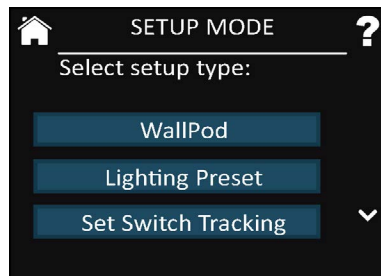 SETUP MODE
?
Select setup type:
WallPod
Lighting Preset
Set Switch Tracking